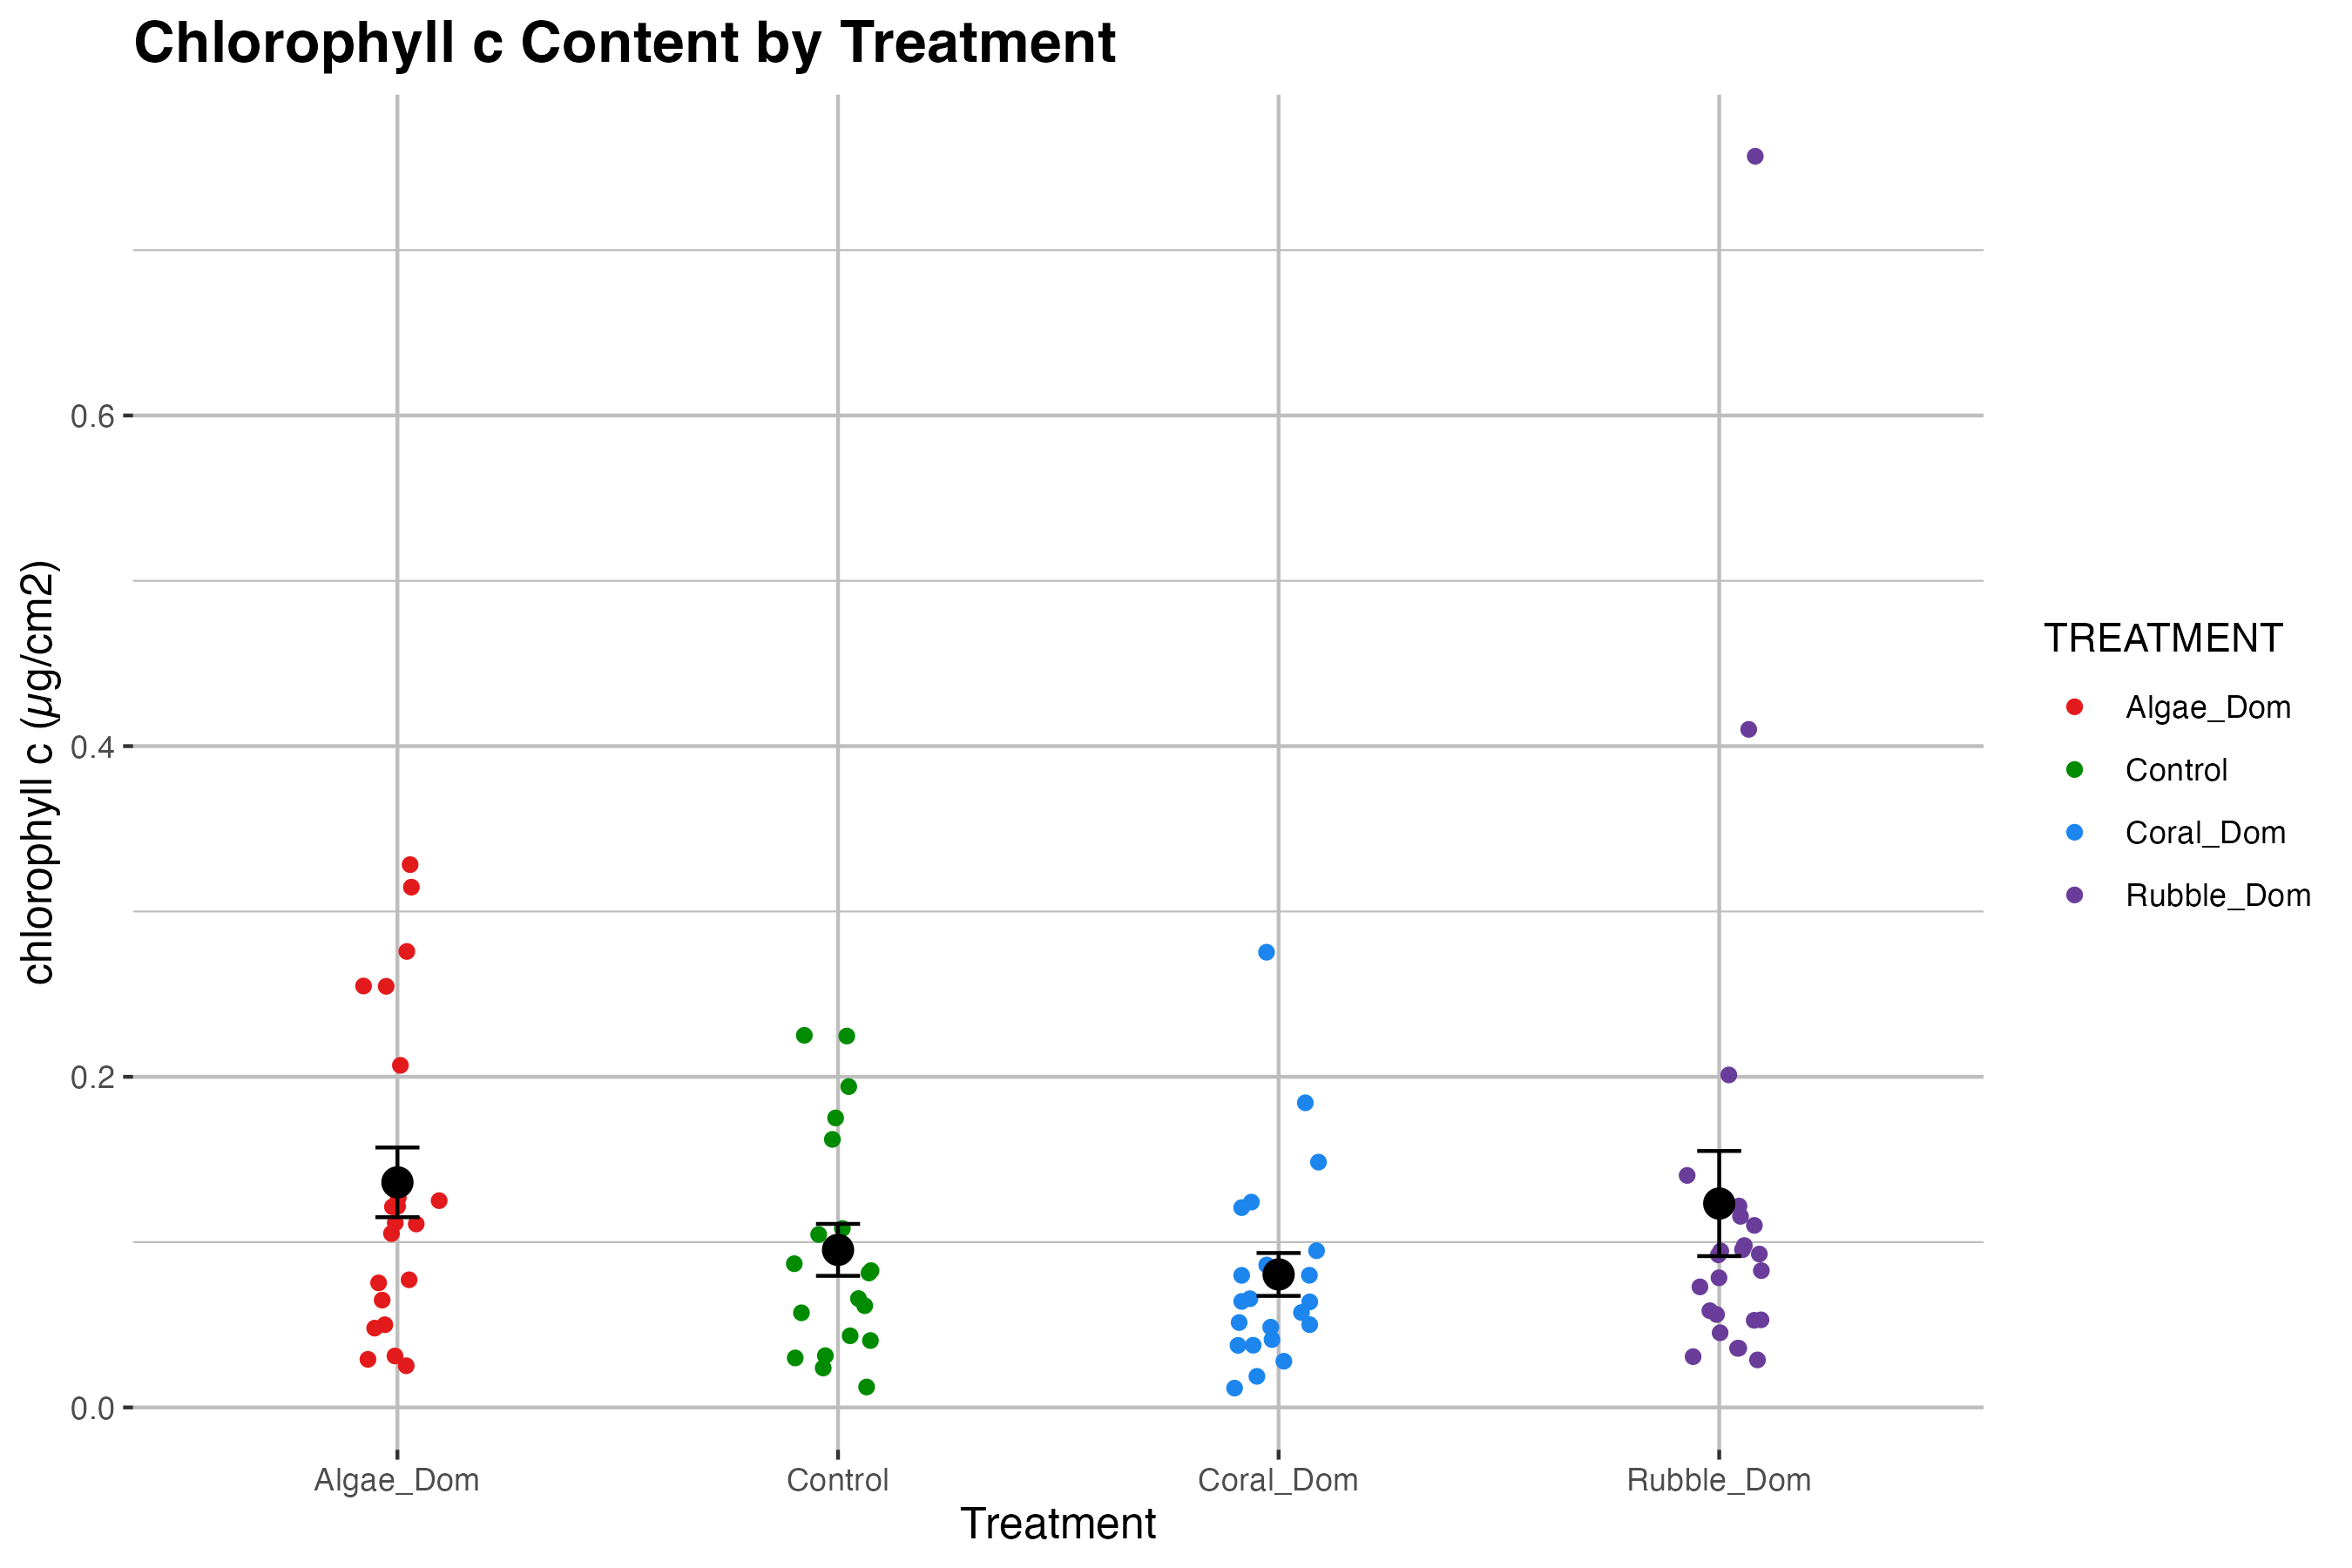 Chlorophyll c Content by Treatment
chlorophyll c (µg/cm2)
0.6
0.4
0.2
0.0
Algae_Dom
Control
Coral_Dom
Rubble_Dom
Treatment
TREATMENT
Algae_Dom
Control
Coral_Dom
Rubble_Dom